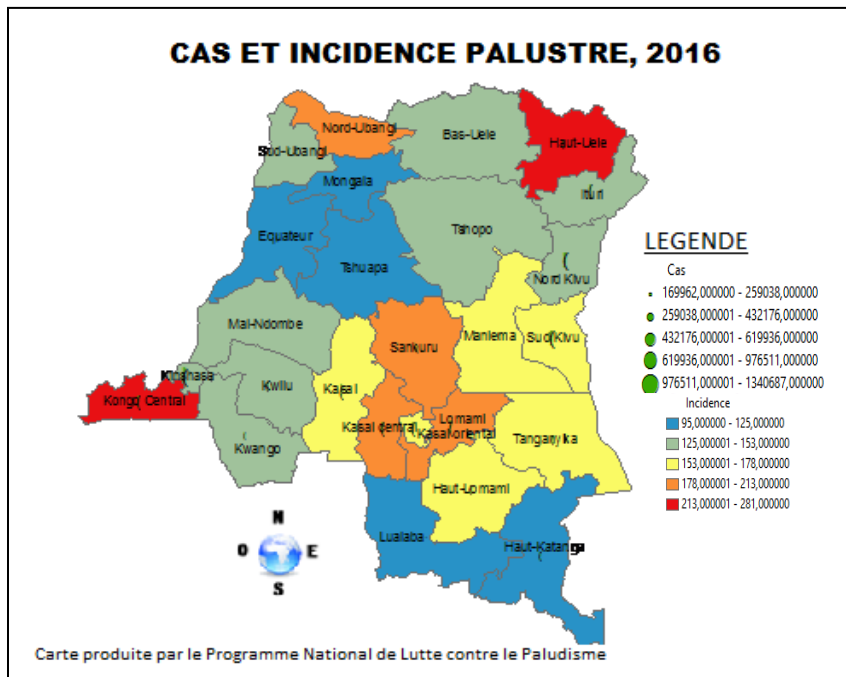 CAS ET INCIDENCE PALUSTRE, 2016
Nord-Ubangi
Sud-Ubangi
Bas-Uele
Haut-Uele
Mongala
Ituri
Equateur
Tshopo
Tshuapa
Nord Kivu
Mai-Ndombe
Sankuru
Maniema
Sud Kivu
Kinshasa
Kongo Central
Kwilu
Kasai
Lomami
Kasai central
Kasai oriental
Kwango
Tanganyika
Haut-Lomami
Lualaba
Haut-Katanga
N
O
E
S
LEGENDE
Cas
169962,000000 - 259038,000000
259038,000001 - 432176,000000
432176,000001 - 619936,000000
619936,000001 - 976511,000000
976511,000001 - 1340687,000000
Incidence
95,000000 - 125,000000
125,000001 - 153,000000
153,000001 - 178,000000
178,000001 - 213,000000
213,000001 - 281,000000
Carte produite par le Programme National de Lutte contre le Paludisme